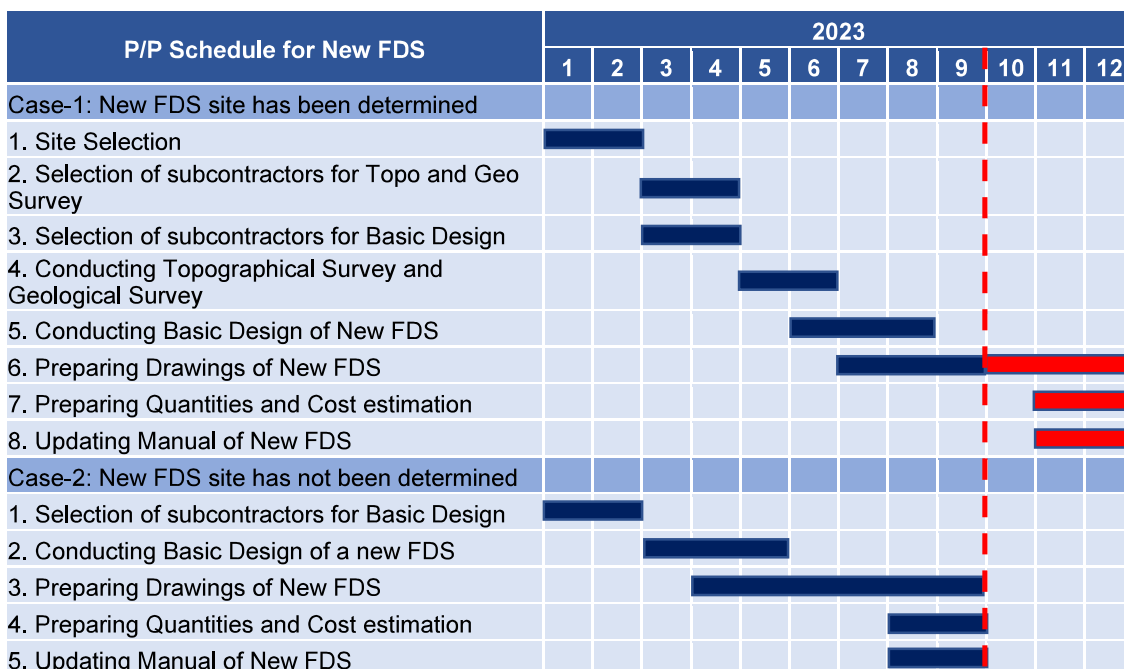 P/P Schedule for New FDS
2023
1 2 3 4 5 6 7 8 9 10 11 12
Case-1: New FDS site has been determined
1. Site Selection
2. Selection of subcontractors for Topo and Geo
Survey
3. Selection of subcontractors for Basic Design
4. Conducting Topographical Survey and
Geological Survey
5. Conducting Basic Design of New FDS
6. Preparing Drawings of New FDS
7. Preparing Quantities and Cost estimation
8. Updating Manual of New FDS
Case-2: New FDS site has not been determined
1. Selection of subcontractors for Basic Design
2. Conducting Basic Design of a new FDS
3. Preparing Drawings of New FDS
4. Preparing Quantities and Cost estimation
5. Updating Manual of New FDS